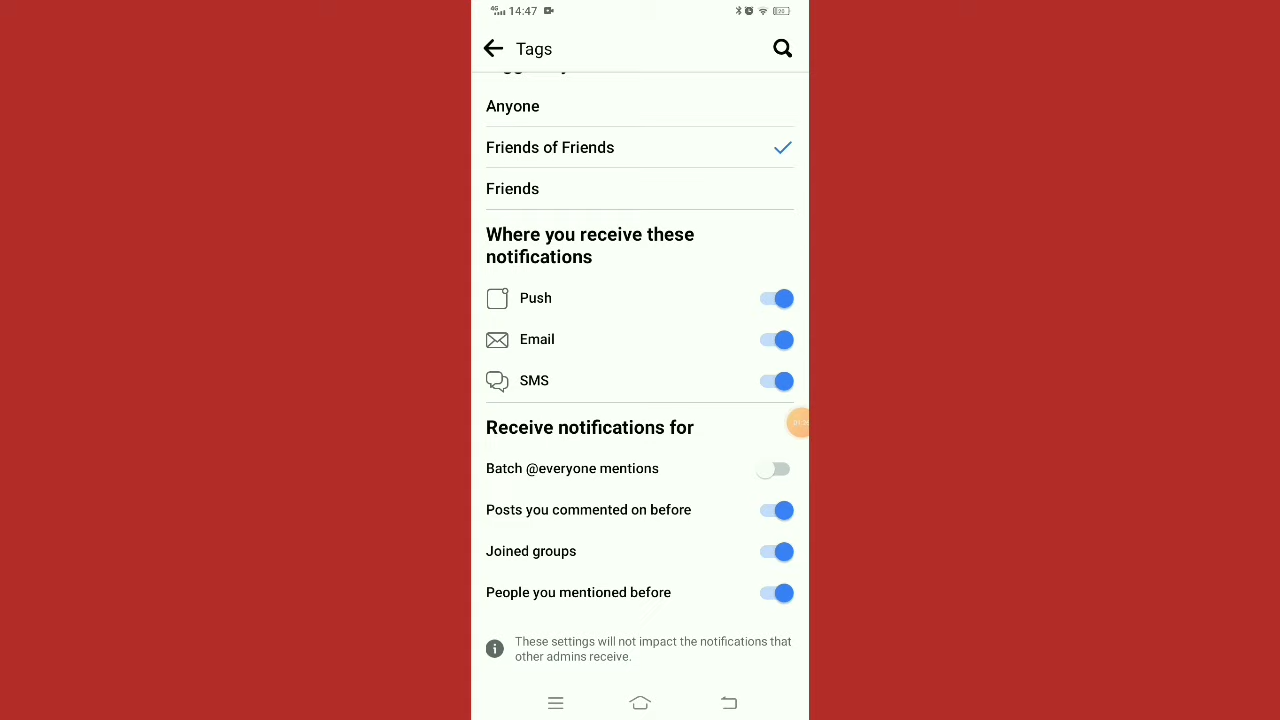 4G 14:47
Tags
Anyone
Friends of Friends
Friends
Where you receive these
notifications
Push
Email
SMS
Receive notifications for
Batch @everyone mentions
Posts you commented on before
Joined groups
People you mentioned before
These settings will not impact the notifications that
other admins receive.